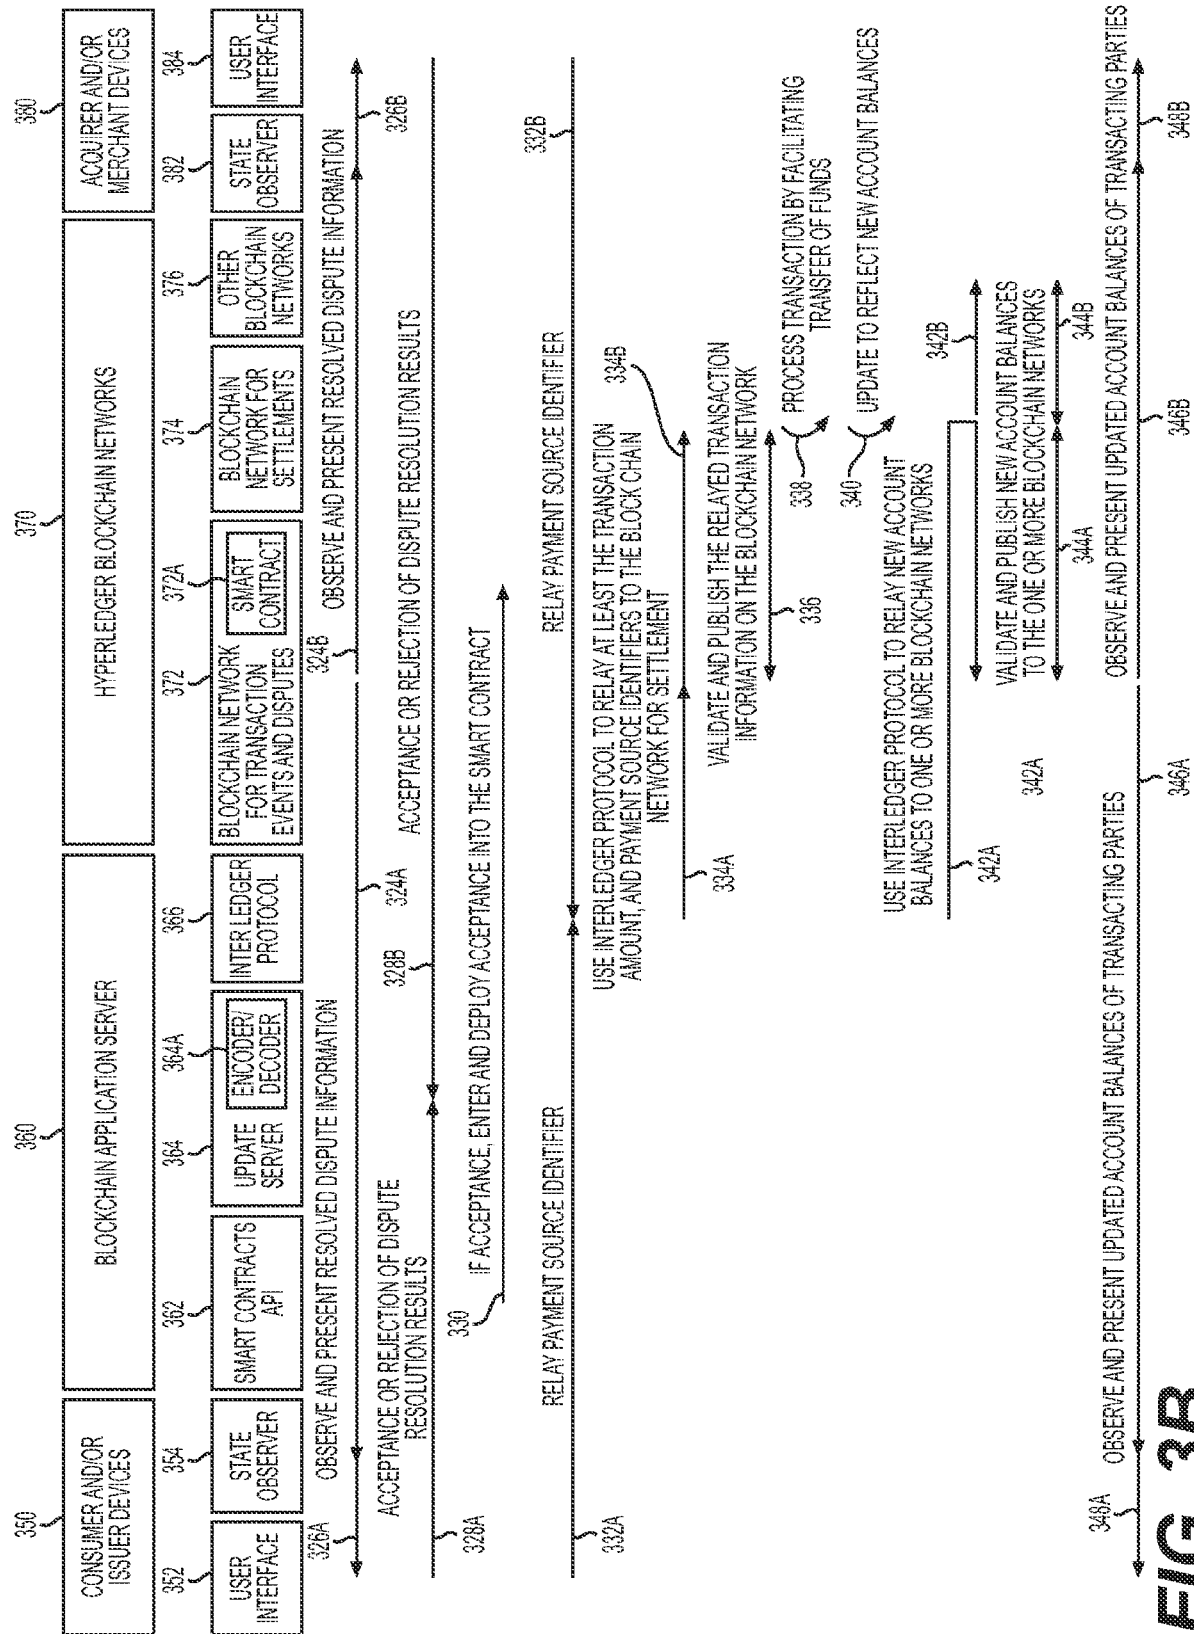 350
CONSUMER AND/OR
ISSUER DEVICES
360
BLOCKCHAIN APPLICATION SERVER
370
HYPERLEDGER BLOCKCHAIN NETWORKS
380
ACQUIRER AND/OR
MERCHANT DEVICES
352
USER
INTERFACE
354
STATE
OBSERVER
362
SMART CONTRACTS
API
364
UPDATE
SERVER
364A
ENCODER/
DECODER
366
INTER LEDGER
PROTOCOL
372
BLOCKCHAIN NETWORK
FOR TRANSACTION
EVENTS AND DISPUTES
372A
SMART
CONTRACT
374
BLOCKCHAIN
NETWORK FOR
SETTLEMENTS
376
OTHER
BLOCKCHAIN
NETWORKS
382
STATE
OBSERVER
384
USER
INTERFACE
326A
OBSERVE AND PRESENT RESOLVED DISPUTE INFORMATION
324A
324B
OBSERVE AND PRESENT RESOLVED DISPUTE INFORMATION
326B
ACCEPTANCE OR REJECTION OF DISPUTE
RESOLUTION RESULTS
328A
328B
ACCEPTANCE OR REJECTION OF DISPUTE RESOLUTION RESULTS
330
IF ACCEPTANCE, ENTER AND DEPLOY ACCEPTANCE INTO THE SMART CONTRACT
332A
RELAY PAYMENT SOURCE IDENTIFIER
RELAY PAYMENT SOURCE IDENTIFIER
332B
USE INTERLEDGER PROTOCOL TO RELAY AT LEAST THE TRANSACTION
AMOUNT, AND PAYMENT SOURCE IDENTIFIERS TO THE BLOCK CHAIN
NETWORK FOR SETTLEMENT
334A
334B
VALIDATE AND PUBLISH THE RELAYED TRANSACTION
INFORMATION ON THE BLOCKCHAIN NETWORK
336
338
PROCESS TRANSACTION BY FACILITATING
TRANSFER OF FUNDS
340
UPDATE TO REFLECT NEW ACCOUNT BALANCES
USE INTERLEDGER PROTOCOL TO RELAY NEW ACCOUNT
BALANCES TO ONE OR MORE BLOCKCHAIN NETWORKS
342A
342B
VALIDATE AND PUBLISH NEW ACCOUNT BALANCES
TO THE ONE OR MORE BLOCKCHAIN NETWORKS
342A
344A
344B
348A
OBSERVE AND PRESENT UPDATED ACCOUNT BALANCES OF TRANSACTING PARTIES
346A
OBSERVE AND PRESENT UPDATED ACCOUNT BALANCES OF TRANSACTING PARTIES
346B
348B
FIG. 3B